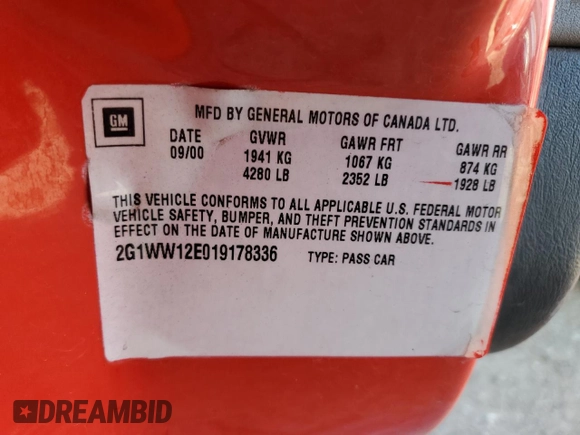 GM
MFD BY GENERAL MOTORS OF CANADA LTD.
DATE GVWR GAWR FRT GAWR RR
09/00 1941 KG 1067 KG 874 KG
4280 LB 2352 LB 1928 LB
THIS VEHICLE CONFORMS TO ALL APPLICABLE U.S. FEDERAL MOTOR
VEHICLE SAFETY, BUMPER, AND THEFT PREVENTION STANDARDS IN
EFFECT ON THE DATE OF MANUFACTURE SHOWN ABOVE.
2G1WW12E019178336 TYPE: PASS CAR
DREAMBID